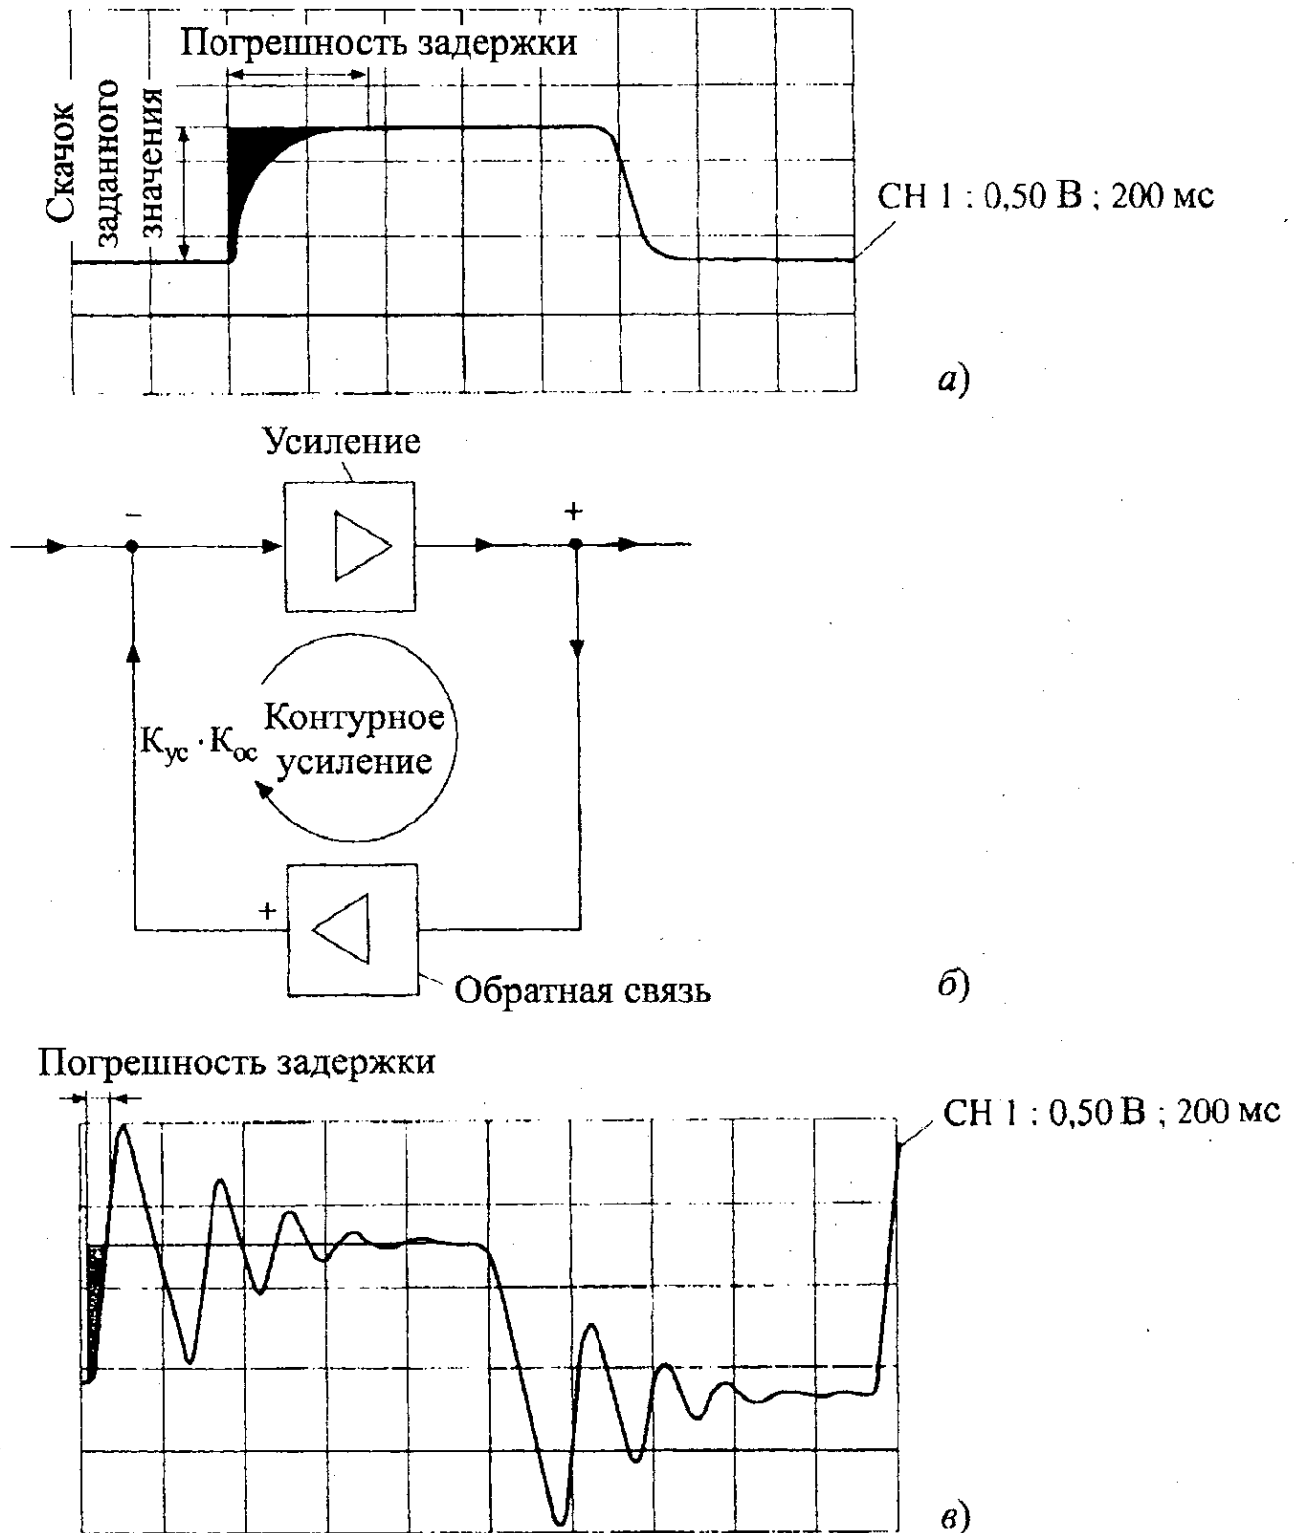 Погрешность задержки
Скачок
заданного
значения
СН 1 : 0,50 В ; 200 мс
а)
Усиление
–
+
Контурное
усиление
Кус · Кос
+
Обратная связь
б)
Погрешность задержки
СН 1 : 0,50 В ; 200 мс
в)